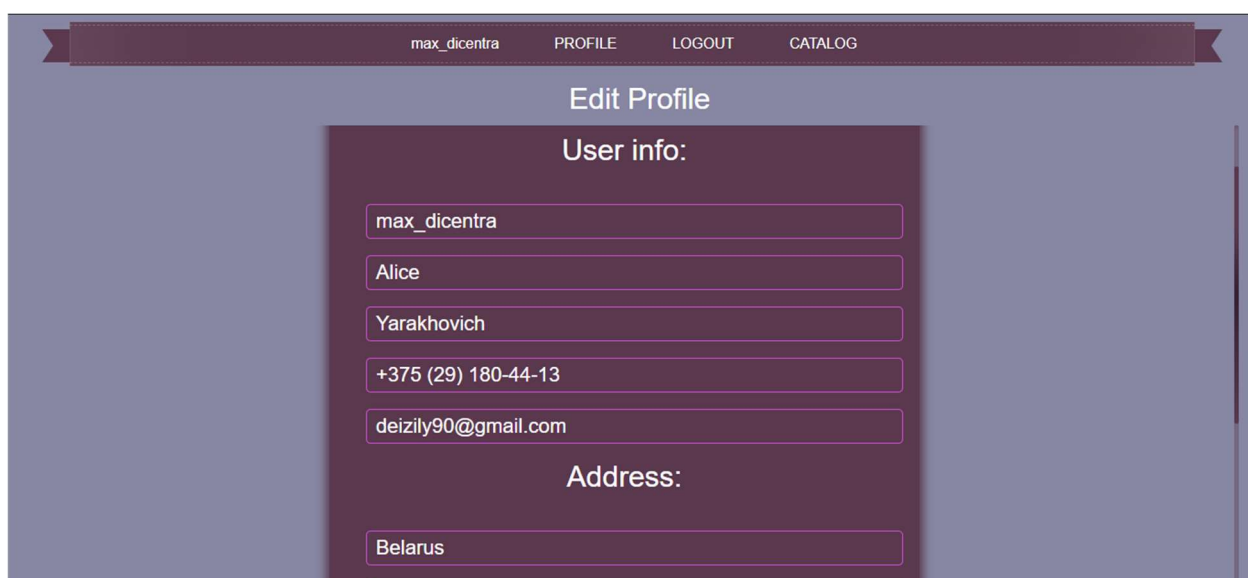 max_dicentra PROFILE LOGOUT CATALOG
Edit Profile
User info:
max_dicentra
Alice
Yarakhovich
+375 (29) 180-44-13
deizily90@gmail.com
Address:
Belarus